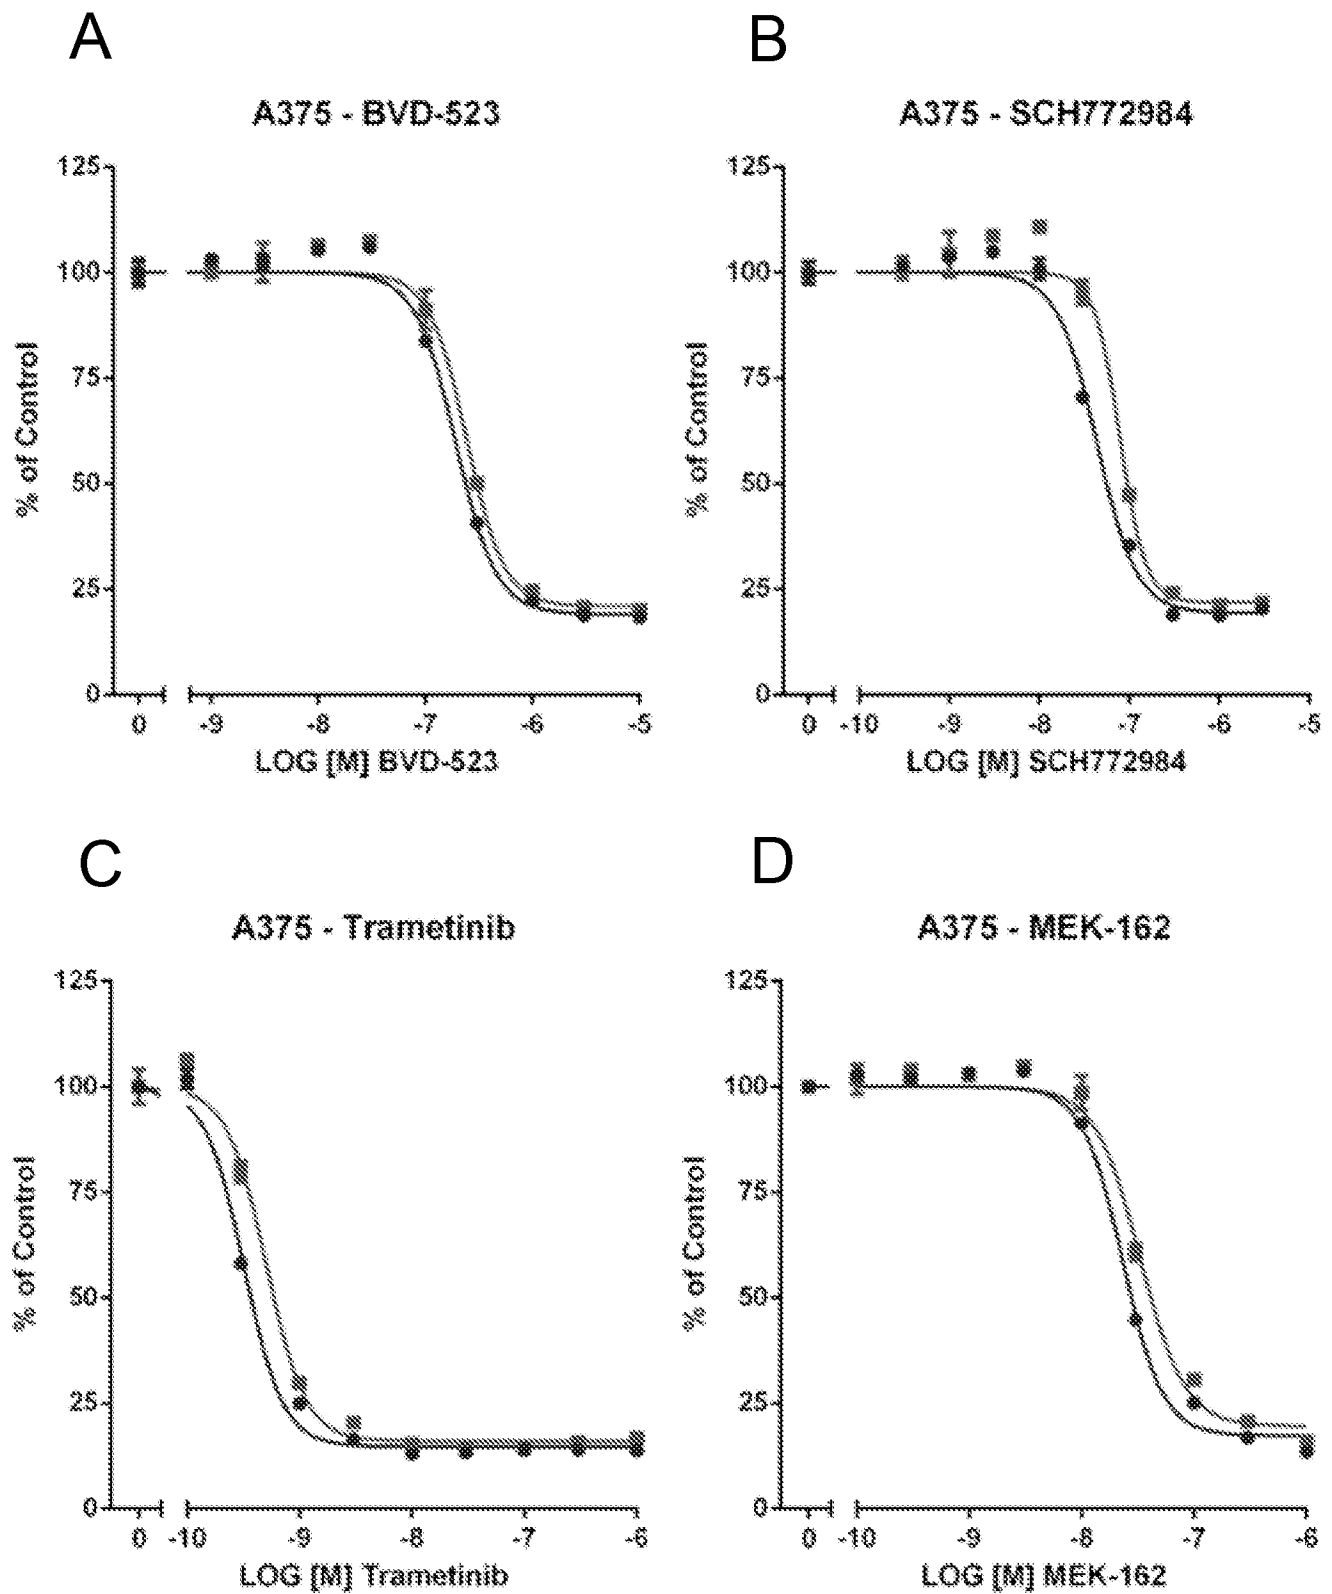 A
A375 - BVD-523
125
100
75
50
25
0
% of Control
0 -9 -8 -7 -6 -5
LOG [M] BVD-523
B
A375 - SCH772984
125
100
75
50
25
0
% of Control
0 -10 -9 -8 -7 -6 -5
LOG [M] SCH772984
C
A375 - Trametinib
125
100
75
50
25
0
% of Control
0 -10 -9 -8 -7 -6
LOG [M] Trametinib
D
A375 - MEK-162
125
100
75
50
25
0
% of Control
0 -10 -9 -8 -7 -6
LOG [M] MEK-162